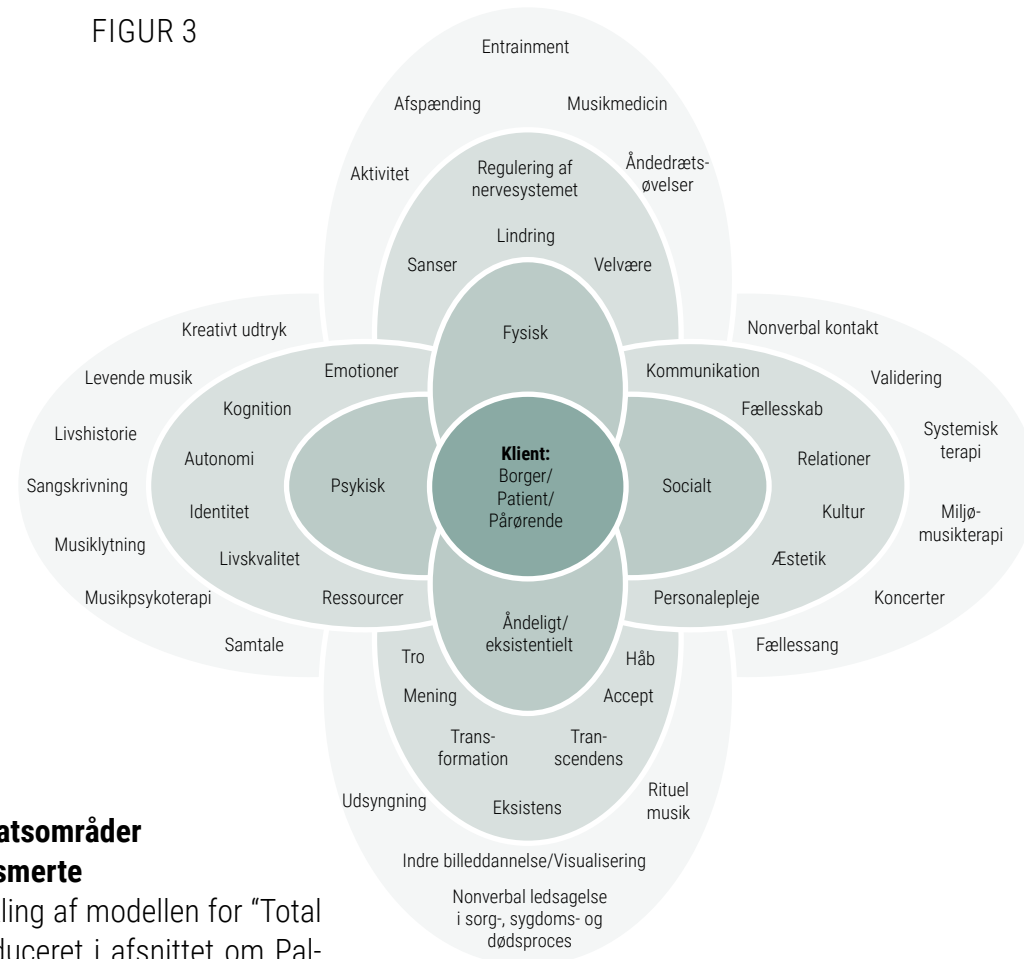 FIGUR 3
Entrainment
Afspænding
Musikmedicin
Aktivitet
Åndedræts-
øvelser
Regulering af
nervesystemet
Lindring
Sanser
Velvære
Fysisk
Kreativt udtryk
Levende musik
Livshistorie
Sangskrivning
Musiklytning
Musikpsykoterapi
Samtale
Emotioner
Kognition
Autonomi
Identitet
Livskvalitet
Ressourcer
Psykisk
Klient:
Borger/
Patient/
Pårørende
Socialt
Kommunikation
Fællesskab
Relationer
Kultur
Æstetik
Personalepleje
Nonverbal kontakt
Validering
Systemisk
terapi
Miljø-
musikterapi
Koncerter
Fællessang
Åndeligt/
eksistentielt
Tro
Håb
Mening
Accept
Trans-
formation
Tran-
scendens
Eksistens
Udsyngning
Rituel
musik
Indre billeddannelse/Visualisering
Nonverbal ledsagelse
i sorg-, sygdoms- og
dødsproces
atsområder
smerte
ling af modellen for “Total
duceret i afsnittet om Pal-